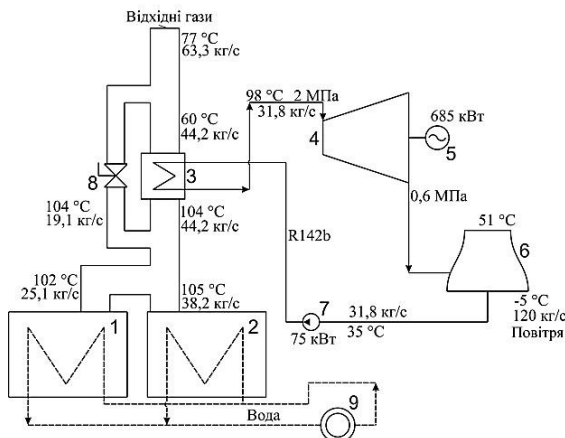 Відхідні гази
77 °C
63,3 кг/с
98 °C 2 МПа
31,8 кг/с
685 кВт
4
5
60 °C
44,2 кг/с
8
3
0,6 МПа
104 °C
19,1 кг/с
104 °C
44,2 кг/с
R142b
51 °C
6
102 °C
25,1 кг/с
105 °C
38,2 кг/с
-5 °C
120 кг/с
Повітря
7
31,8 кг/с
75 кВт
35 °C
1
2
Вода
9